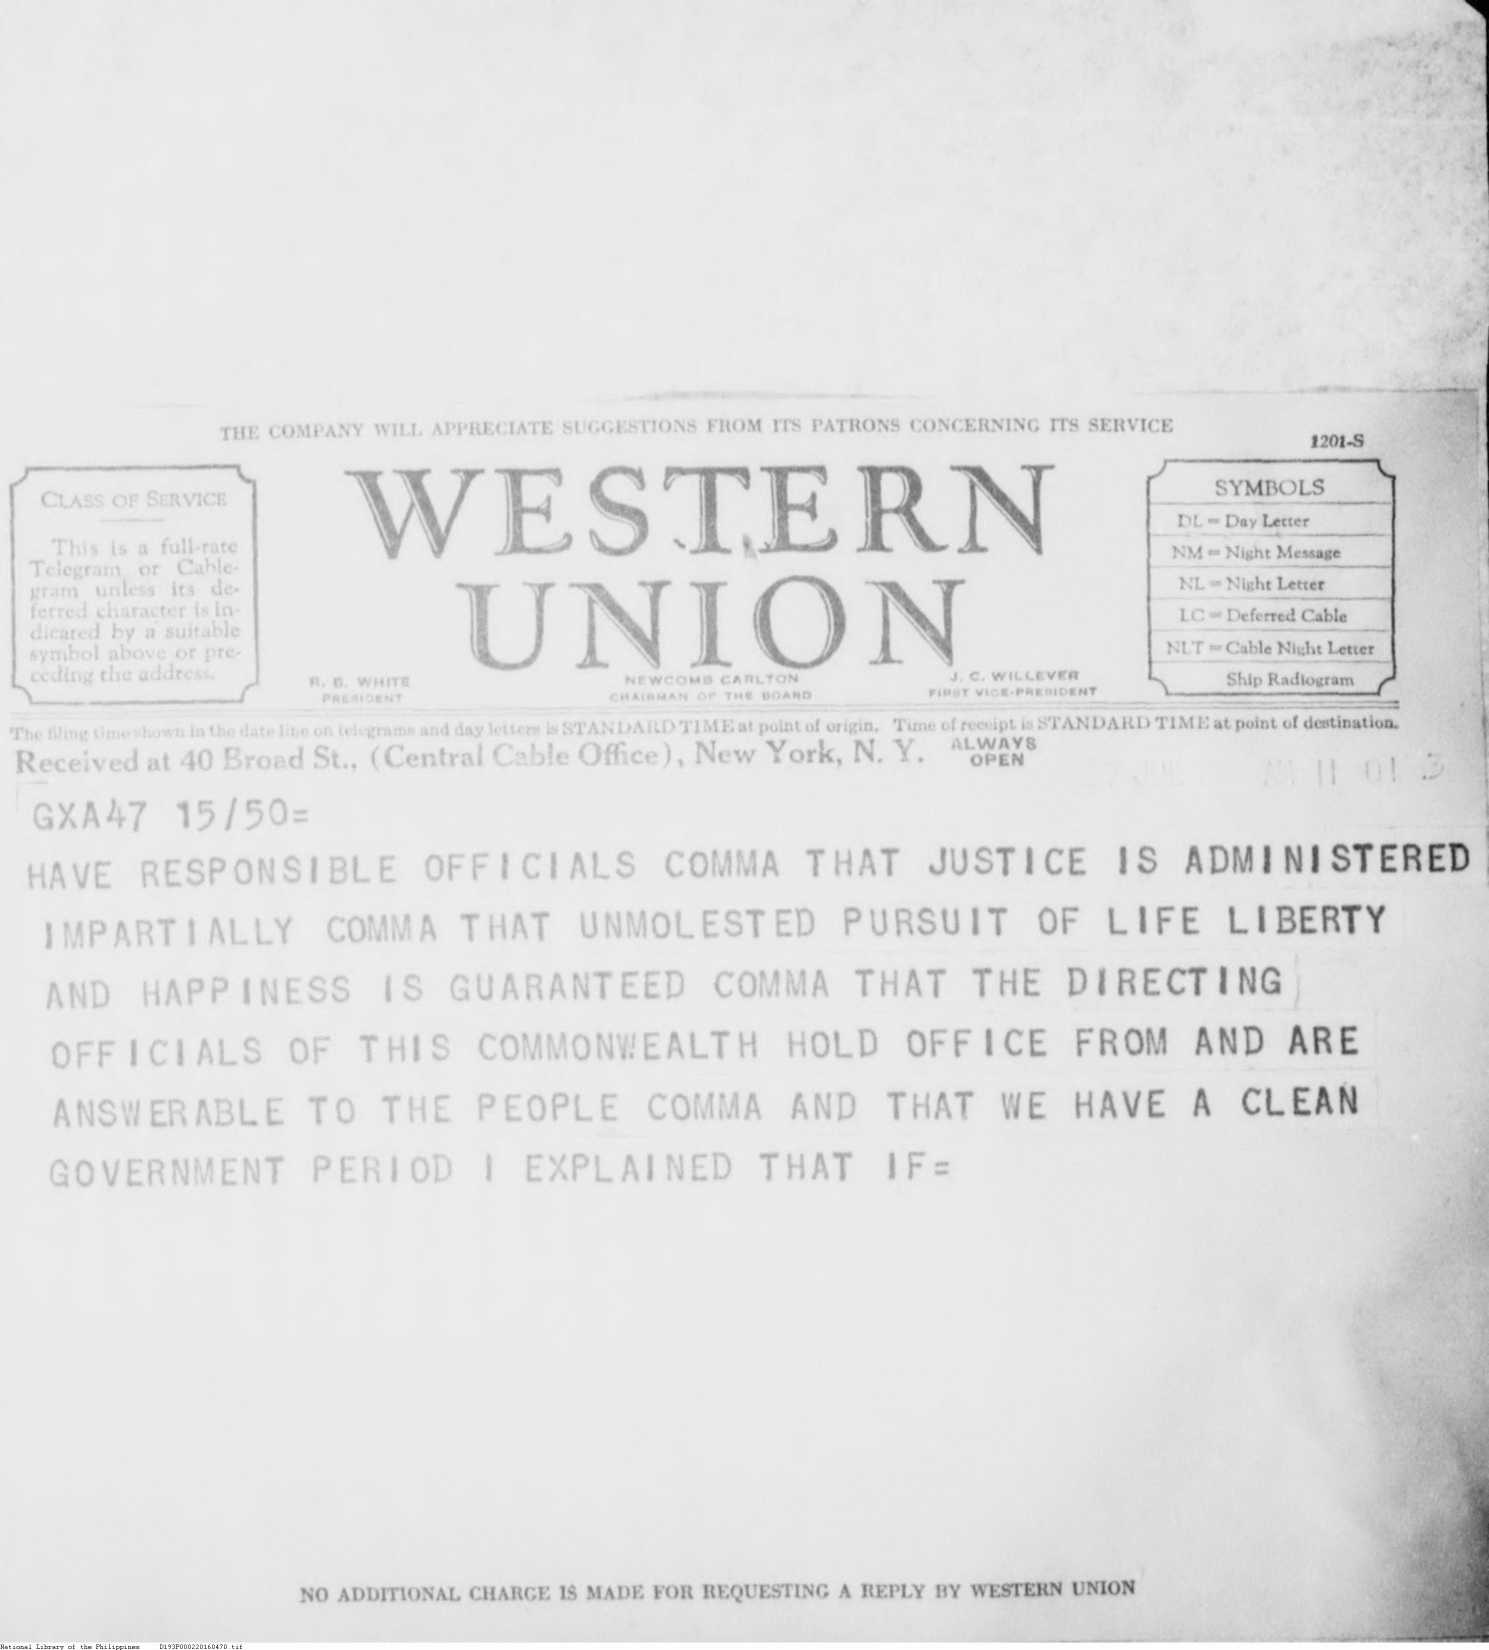 THE COMPANY WILL APPRECIATE SUGGESTIONS FROM ITS PATRONS CONCERNING ITS SERVICE
1201-S
CLASS OF SERVICE
This is a full-rate
Telegram or Cable-
gram unless its de-
ferred character is in-
dicated by a suitable
symbol above or pre-
ceding the address.
WESTERN
UNION
R. B. WHITE
PRESIDENT
NEWCOMB CARLTON
CHAIRMAN OF THE BOARD
J. C. WILLEVER
FIRST VICE-PRESIDENT
SYMBOLS
DL = Day Letter
NM = Night Message
NL = Night Letter
LC = Deferred Cable
NLT = Cable Night Letter
Ship Radiogram
The filing time shown in the date line on telegrams and day letters is STANDARD TIME at point of origin. Time of receipt is STANDARD TIME at point of destination.
Received at 40 Broad St., (Central Cable Office), New York, N. Y. ALWAYS OPEN
11 01
GXA47 15/50=
HAVE RESPONSIBLE OFFICIALS COMMA THAT JUSTICE IS ADMINISTERED
IMPARTIALLY COMMA THAT UNMOLESTED PURSUIT OF LIFE LIBERTY
AND HAPPINESS IS GUARANTEED COMMA THAT THE DIRECTING
OFFICIALS OF THIS COMMONWEALTH HOLD OFFICE FROM AND ARE
ANSWERABLE TO THE PEOPLE COMMA AND THAT WE HAVE A CLEAN
GOVERNMENT PERIOD I EXPLAINED THAT IF=
NO ADDITIONAL CHARGE IS MADE FOR REQUESTING A REPLY BY WESTERN UNION
National Library of the Philippines D193P000220160470.tif